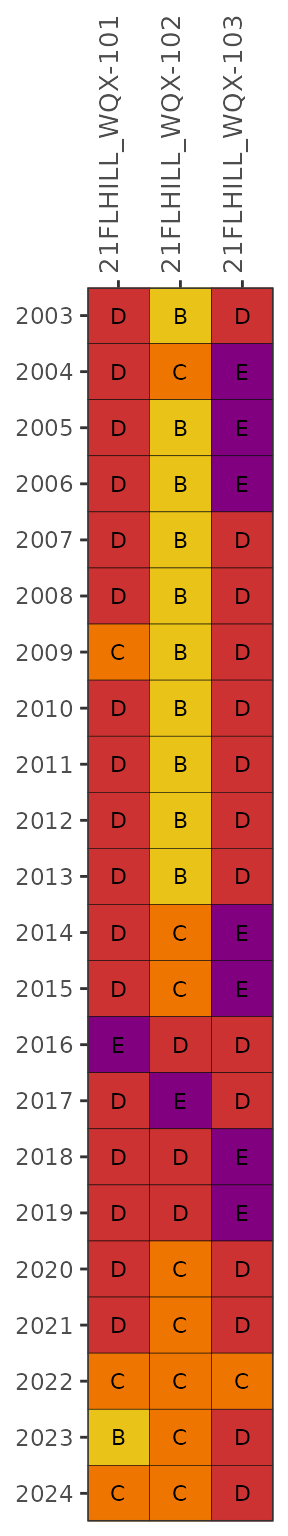 21FLHILL_WQX-101 21FLHILL_WQX-102 21FLHILL_WQX-103
2003 D B D
2004 D C E
2005 D B E
2006 D B E
2007 D B D
2008 D B D
2009 C B D
2010 D B D
2011 D B D
2012 D B D
2013 D B D
2014 D C E
2015 D C E
2016 E D D
2017 D E D
2018 D D E
2019 D D E
2020 D C D
2021 D C D
2022 C C C
2023 B C D
2024 C C D